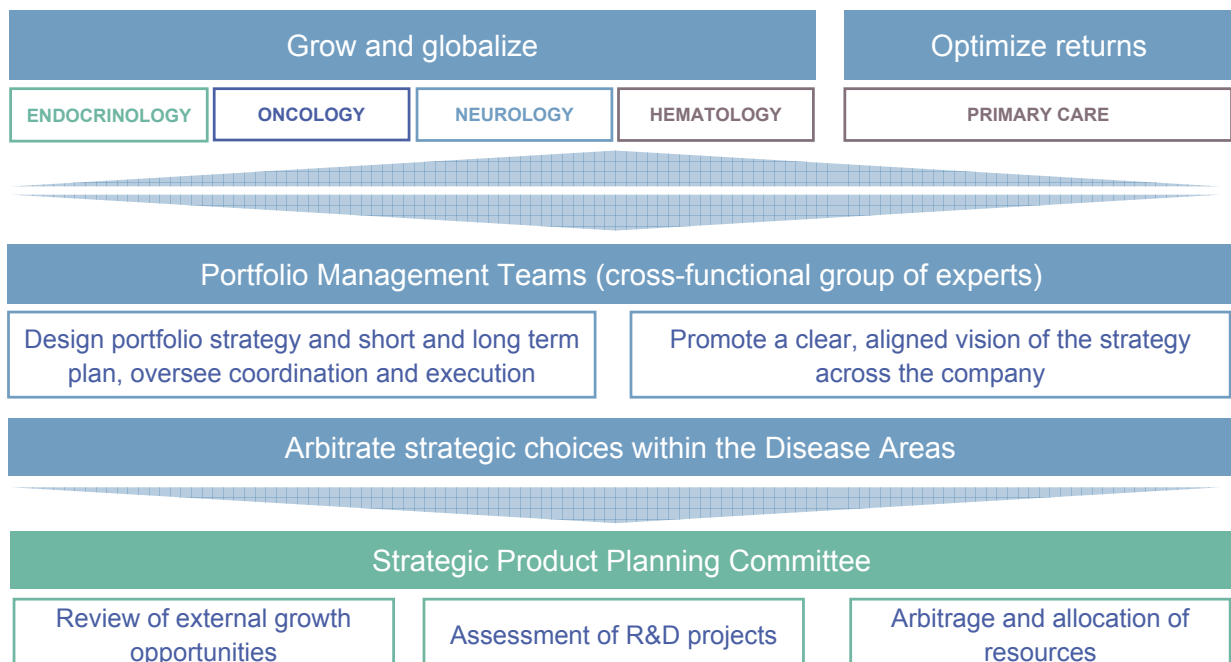 Grow and globalize
Optimize returns
ENDOCRINOLOGY
ONCOLOGY
NEUROLOGY
HEMATOLOGY
PRIMARY CARE
Portfolio Management Teams (cross-functional group of experts)
Design portfolio strategy and short and long term
plan, oversee coordination and execution
Promote a clear, aligned vision of the strategy
across the company
Arbitrate strategic choices within the Disease Areas
Strategic Product Planning Committee
Review of external growth
opportunities
Assessment of R&D projects
Arbitrage and allocation of
resources